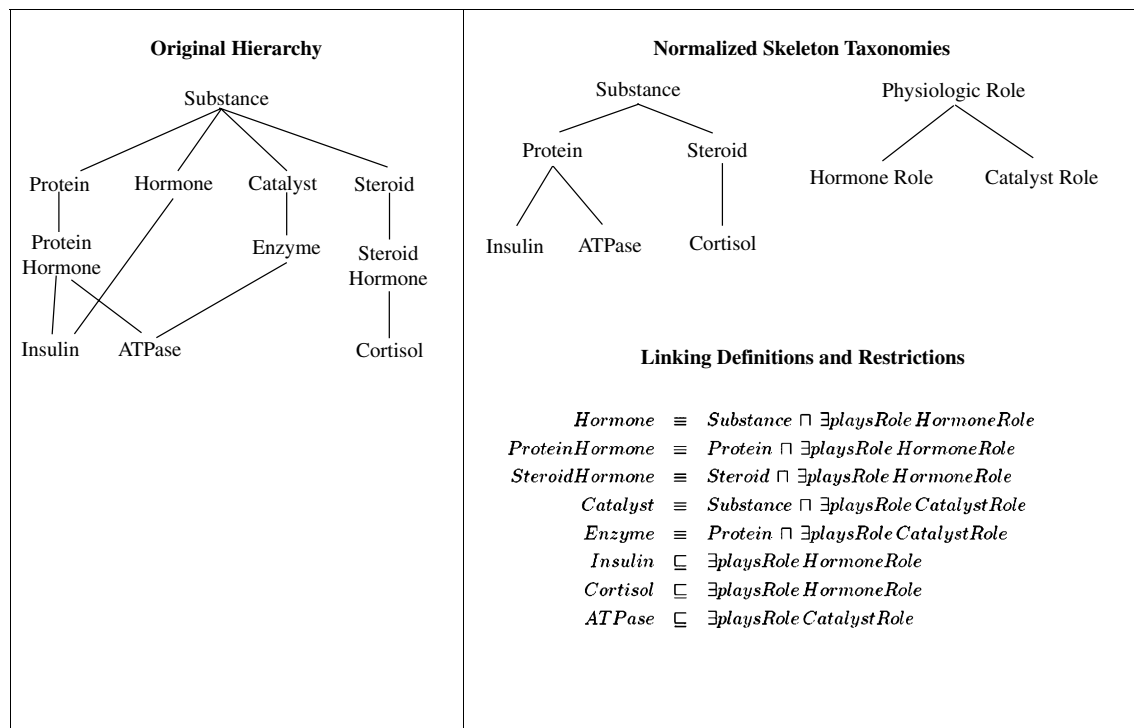 Original Hierarchy
Substance
Protein Hormone Catalyst Steroid
Protein
Hormone
Enzyme
Steroid
Hormone
Insulin ATPase Cortisol
Normalized Skeleton Taxonomies
Substance Physiologic Role
Protein Steroid
Hormone Role Catalyst Role
Insulin ATPase Cortisol
Linking Definitions and Restrictions
Hormone ≡ Substance ⊓ ∃playsRole HormoneRole
ProteinHormone ≡ Protein ⊓ ∃playsRole HormoneRole
SteroidHormone ≡ Steroid ⊓ ∃playsRole HormoneRole
Catalyst ≡ Substance ⊓ ∃playsRole CatalystRole
Enzyme ≡ Protein ⊓ ∃playsRole CatalystRole
Insulin ⊑ ∃playsRole HormoneRole
Cortisol ⊑ ∃playsRole HormoneRole
ATPase ⊑ ∃playsRole CatalystRole